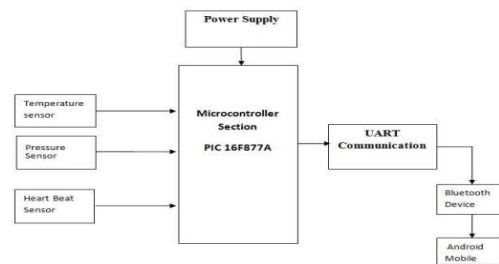 Power Supply
Temperature
sensor
Pressure
Sensor
Heart Beat
Sensor
Microcontroller
Section
PIC 16F877A
UART
Communication
Bluetooth
Device
Android
Mobile